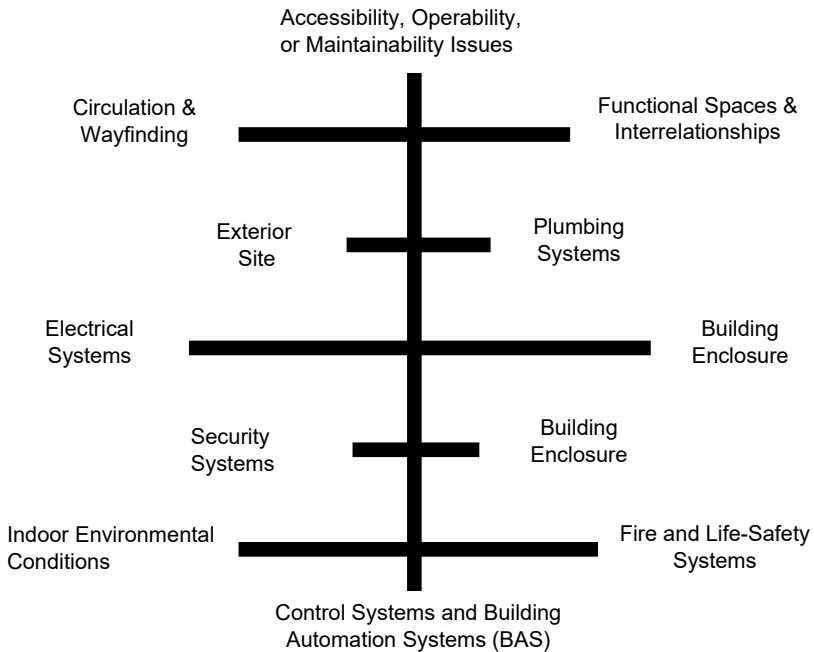 Accessibility, Operability,
or Maintainability Issues
Circulation &
Wayfinding
Functional Spaces &
Interrelationships
Exterior
Site
Plumbing
Systems
Electrical
Systems
Building
Enclosure
Security
Systems
Building
Enclosure
Indoor Environmental
Conditions
Fire and Life-Safety
Systems
Control Systems and Building
Automation Systems (BAS)